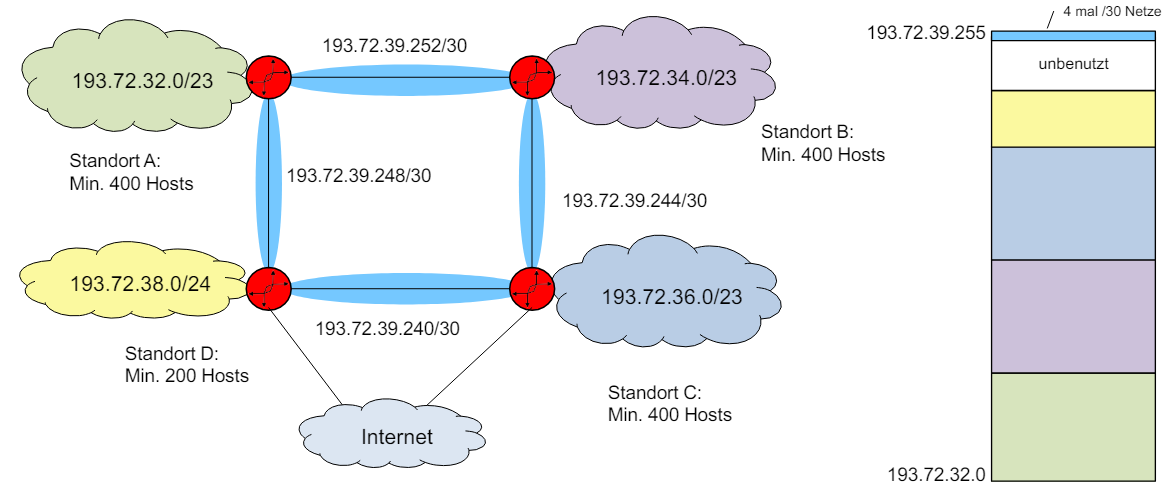 4 mal /30 Netze
193.72.39.255
193.72.39.252/30
unbenutzt
193.72.32.0/23
193.72.34.0/23
Standort B:
Min. 400 Hosts
Standort A:
Min. 400 Hosts
193.72.39.248/30
193.72.39.244/30
193.72.38.0/24
193.72.36.0/23
193.72.39.240/30
Standort D:
Min. 200 Hosts
Standort C:
Min. 400 Hosts
Internet
193.72.32.0